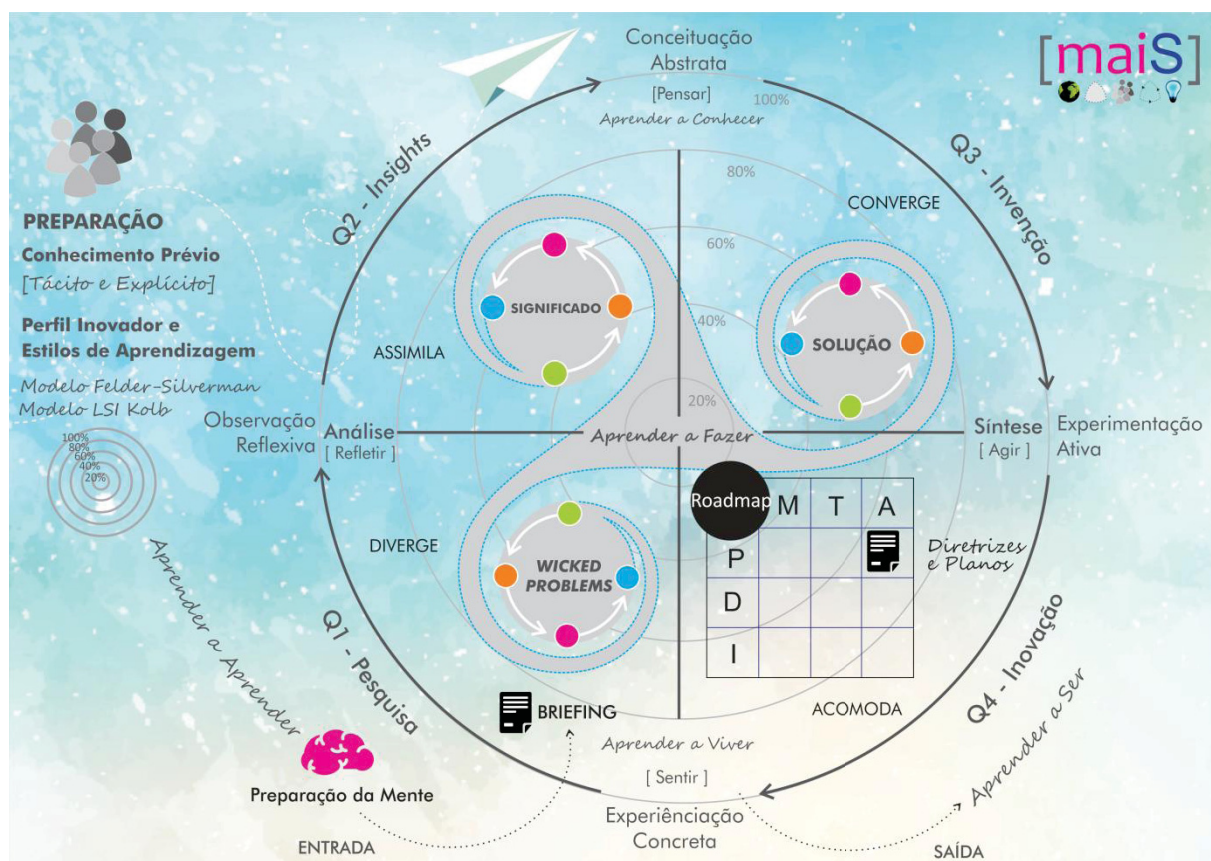 [maiS]
Conceituação
Abstrata
[Pensar]
Aprender a Conhecer
100%
80%
60%
40%
20%
Q2 - Insights
Q3 - Invenção
CONVERGE
PREPARAÇÃO
Conhecimento Prévio
[Tácito e Explícito]
Perfil Inovador e
Estilos de Aprendizagem
Modelo Felder-Silverman
Modelo LSI Kolb
100%
80%
60%
40%
20%
SIGNIFICADO
SOLUÇÃO
ASSIMILA
Observação
Reflexiva
Análise
[ Refletir ]
Aprender a Fazer
Síntese
[ Agir ]
Experimentação
Ativa
DIVERGE
WICKED
PROBLEMS
Roadmap
M T A
P
D
I
Diretrizes
e Planos
Aprender a Aprender
Q1 - Pesquisa
Q4 - Inovação
BRIEFING
ACOMODA
Aprender a Viver
[ Sentir ]
Experiênciação
Concreta
Aprender a Ser
Preparação da Mente
ENTRADA
SAÍDA